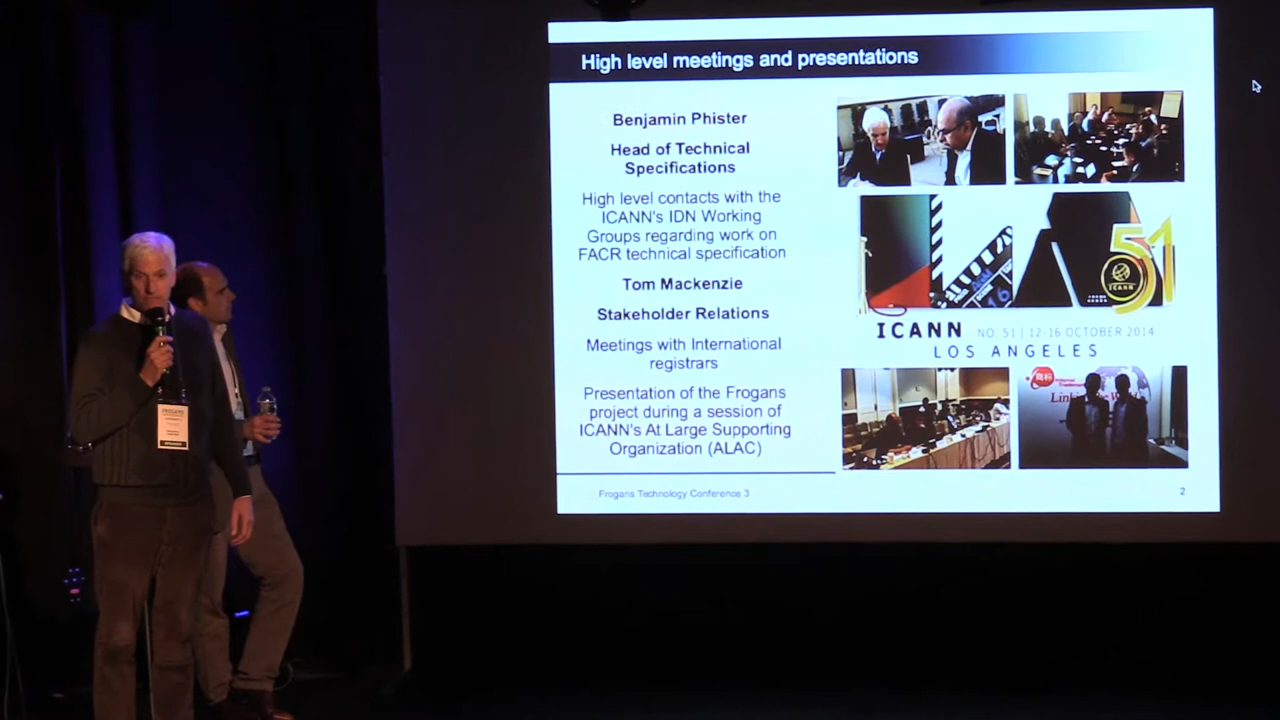 High level meetings and presentations
Benjamin Phister
Head of Technical
Specifications
High level contacts with the
ICANN's IDN Working
Groups regarding work on
FACR technical specification
Tom Mackenzie
Stakeholder Relations
Meetings with International
registrars
Presentation of the Frogans
project during a session of
ICANN's At Large Supporting
Organization (ALAC)
51
ICANN
ICANN NO. 51 | 12-16 OCTOBER 2014
LOS ANGELES
Frogans Technology Conference 3
2
FROGANS